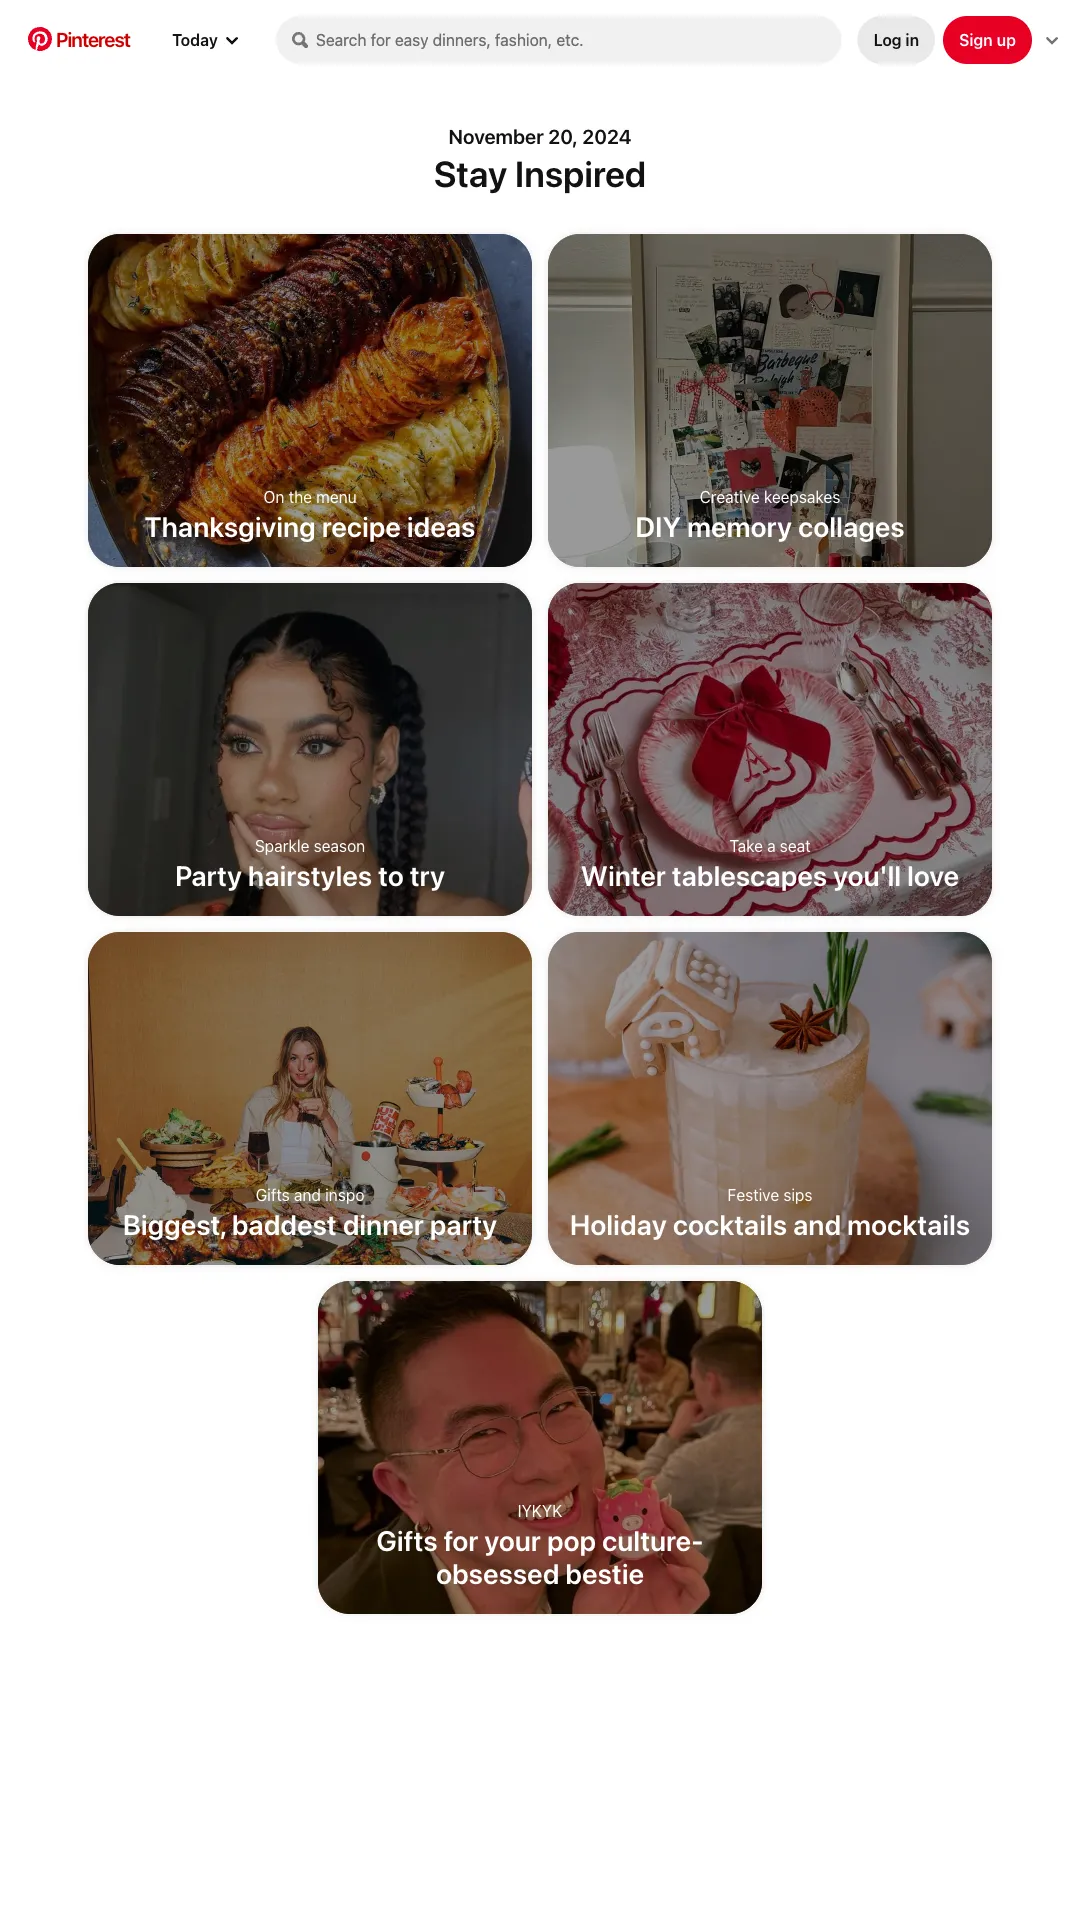 Pinterest
Today
Search for easy dinners, fashion, etc.
Log in
Sign up
November 20, 2024
Stay Inspired
On the menu
Thanksgiving recipe ideas
Barbeque
Creative keepsakes
DIY memory collages
Sparkle season
Party hairstyles to try
A
Take a seat
Winter tablescapes you'll love
Gifts and inspo
Biggest, baddest dinner party
Festive sips
Holiday cocktails and mocktails
IYKYK
Gifts for your pop culture-
obsessed bestie